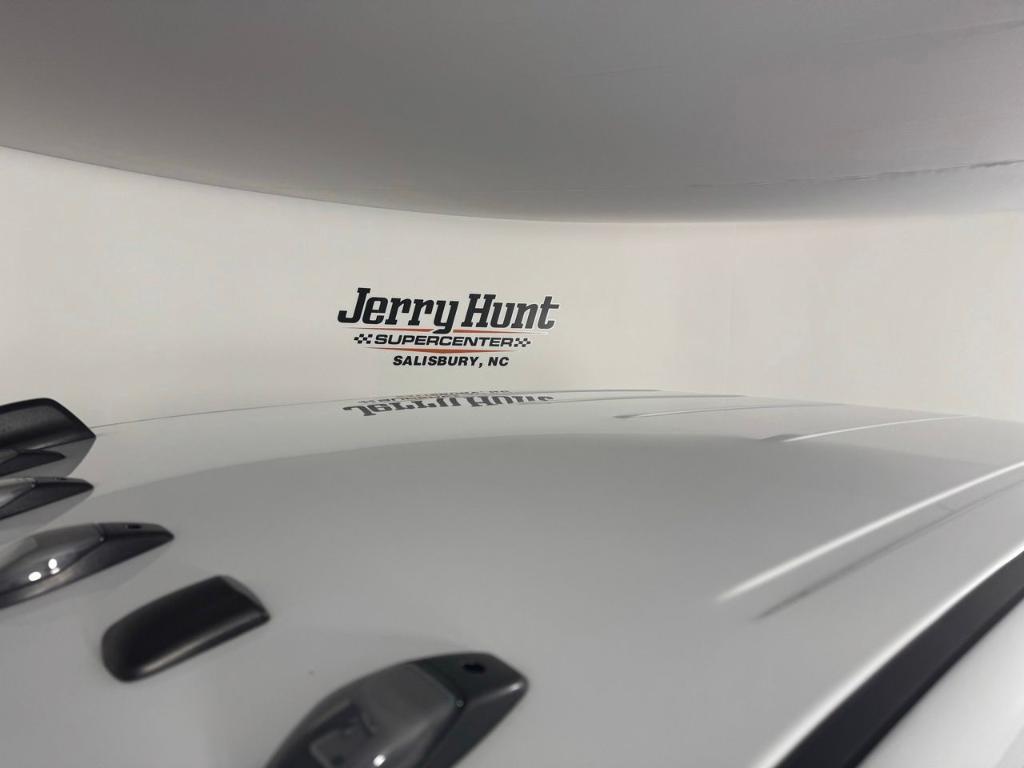 Jerry Hunt
SUPERCENTER
SALISBURY, NC